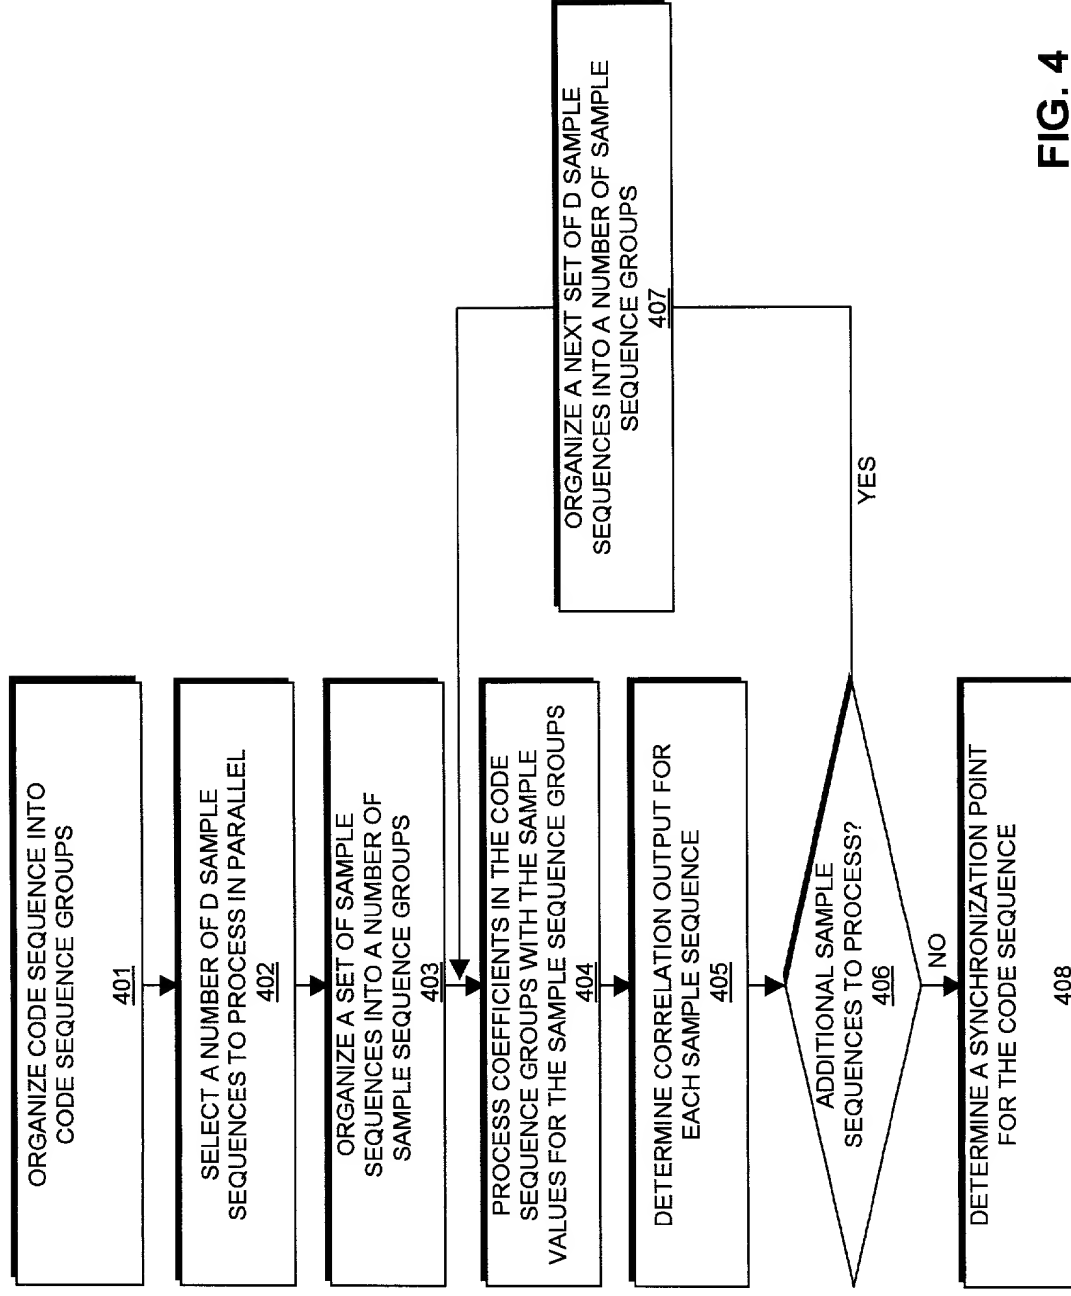 ORGANIZE CODE SEQUENCE INTO
CODE SEQUENCE GROUPS
401
SELECT A NUMBER OF D SAMPLE
SEQUENCES TO PROCESS IN PARALLEL
402
ORGANIZE A SET OF SAMPLE
SEQUENCES INTO A NUMBER OF
SAMPLE SEQUENCE GROUPS
403
PROCESS COEFFICIENTS IN THE CODE
SEQUENCE GROUPS WITH THE SAMPLE
VALUES FOR THE SAMPLE SEQUENCE GROUPS
404
DETERMINE CORRELATION OUTPUT FOR
EACH SAMPLE SEQUENCE
405
ADDITIONAL SAMPLE
SEQUENCES TO PROCESS?
406
YES
ORGANIZE A NEXT SET OF D SAMPLE
SEQUENCES INTO A NUMBER OF SAMPLE
SEQUENCE GROUPS
407
NO
DETERMINE A SYNCHRONIZATION POINT
FOR THE CODE SEQUENCE
408
FIG. 4